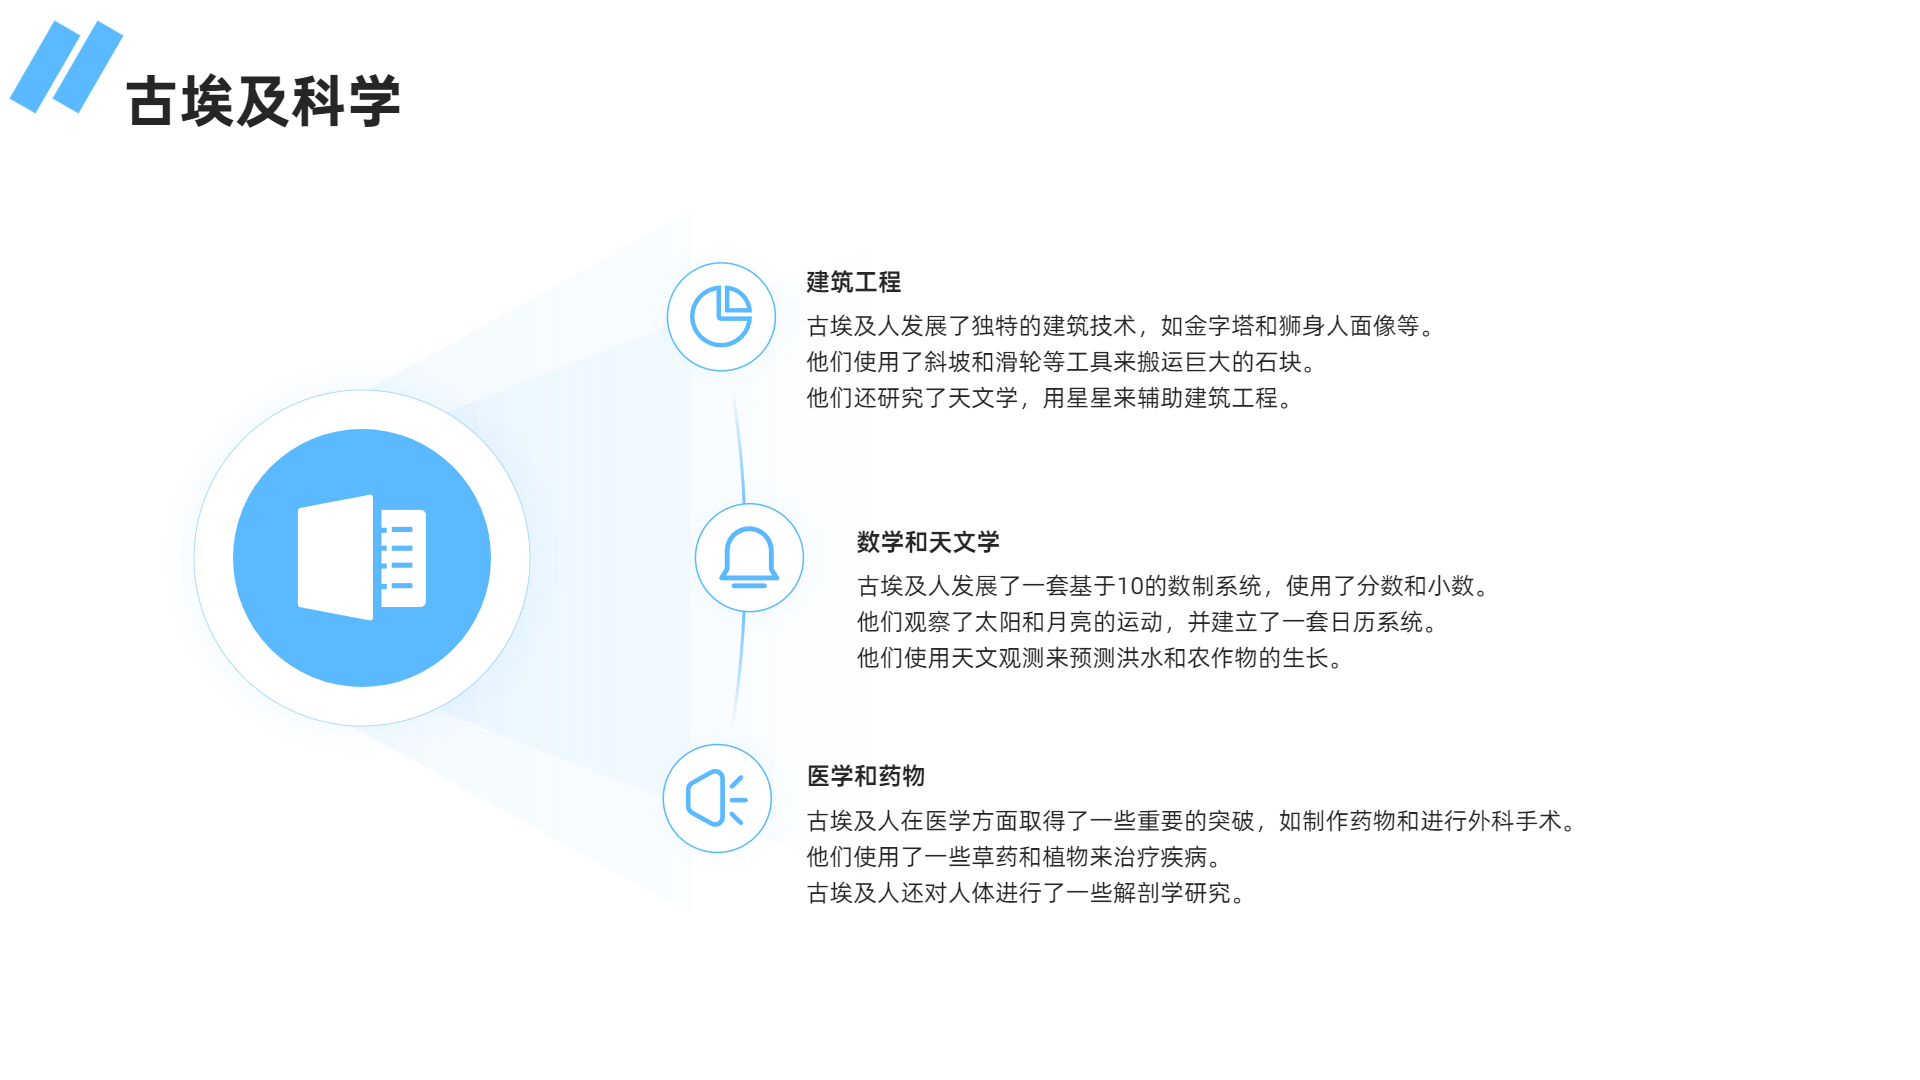 古埃及科学
建筑工程
古埃及人发展了独特的建筑技术，如金字塔和狮身人面像等。
他们使用了斜坡和滑轮等工具来搬运巨大的石块。
他们还研究了天文学，用星星来辅助建筑工程。
数学和天文学
古埃及人发展了一套基于10的数制系统，使用了分数和小数。
他们观察了太阳和月亮的运动，并建立了一套日历系统。
他们使用天文观测来预测洪水和农作物的生长。
医学和药物
古埃及人在医学方面取得了一些重要的突破，如制作药物和进行外科手术。
他们使用了一些草药和植物来治疗疾病。
古埃及人还对人体进行了一些解剖学研究。